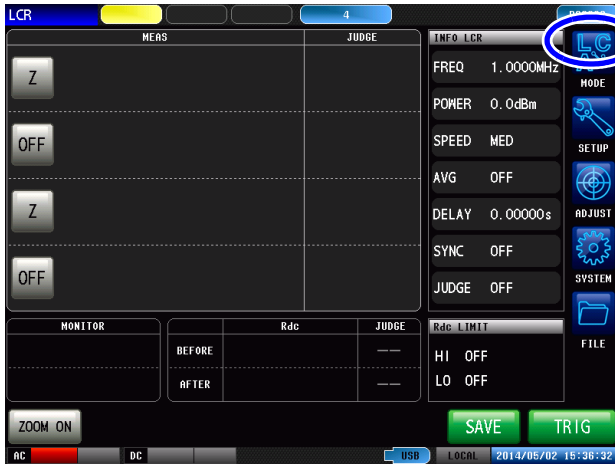 LCR 4
MEAS JUDGE
Z
OFF
Z
OFF
INFO LCR
FREQ 1.0000MHz
POWER 0.0dBm
SPEED MED
AVG OFF
DELAY 0.00000s
SYNC OFF
JUDGE OFF
LC
MODE
SETUP
ADJUST
SYSTEM
FILE
MONITOR
Rdc JUDGE
BEFORE ――
AFTER ――
Rdc LIMIT
HI OFF
LO OFF
ZOOM ON
SAVE
TRIG
AC DC USB LOCAL 2014/05/02 15:36:32